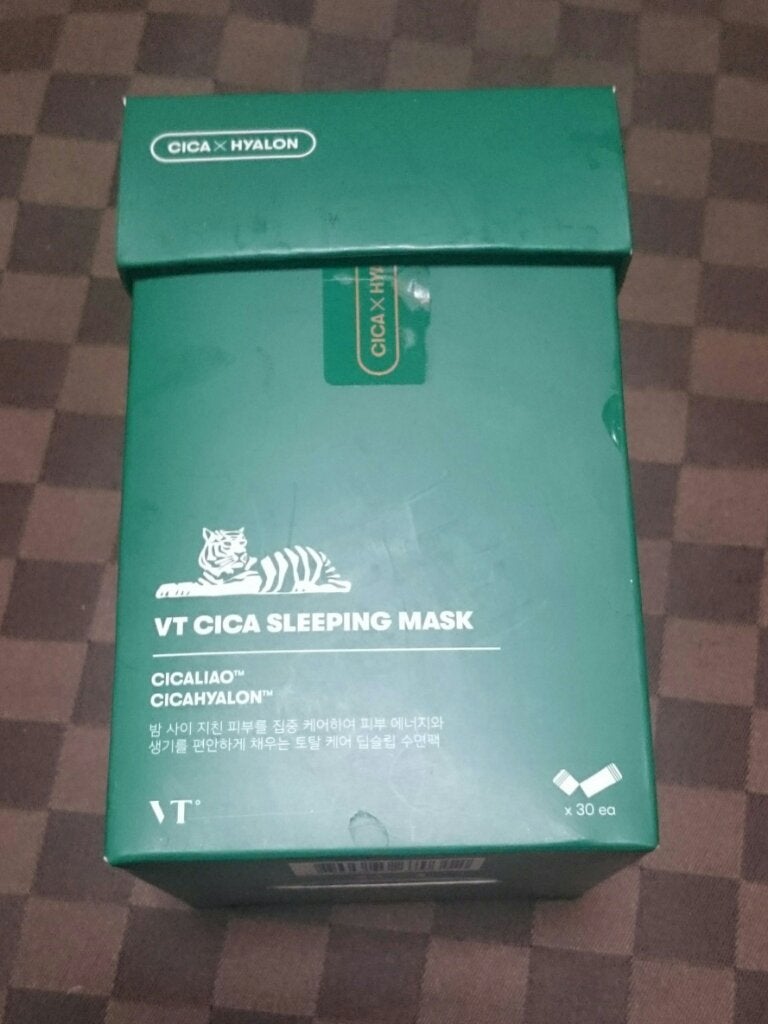 CICA × HYALON
CICA × HYA
VT CICA SLEEPING MASK
CICALIAO™
CICAHYALON™
밤 사이 지친 피부를 집중 케어하여 피부 에너지와
생기를 편안하게 채우는 토탈 케어 딥슬립 수면팩
VT°
x 30 ea